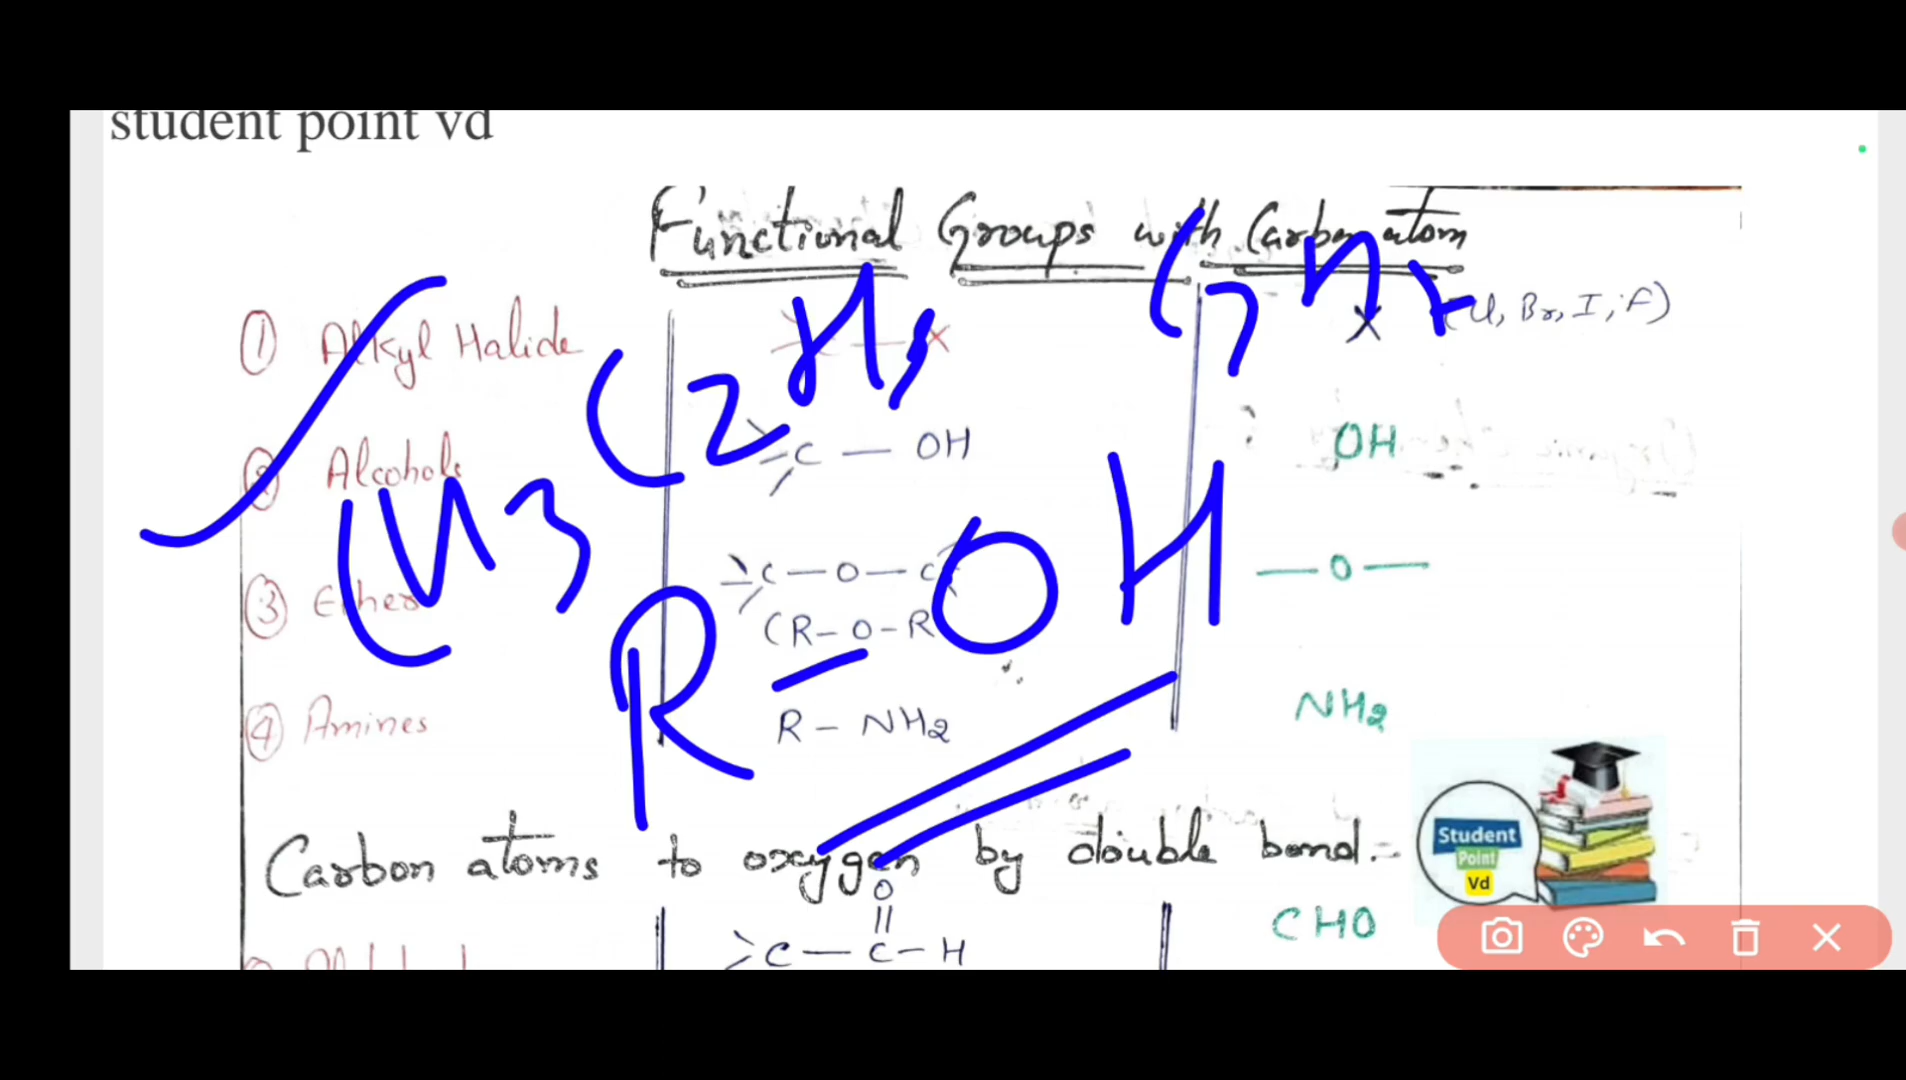 student point vd
Functional Groups with Carbon atom
① Alkyl Halide X X (Cl, Br, I, F)
C2H5
C3H7
② Alcohols C — OH OH
CH3
③ Ether C — O — C — O —
(R – O – R
R OH
④ Amines R – NH2 NH2
Carbon atoms to oxygen by double bond.
Student
Point
Vd
O
C — C – H CHO